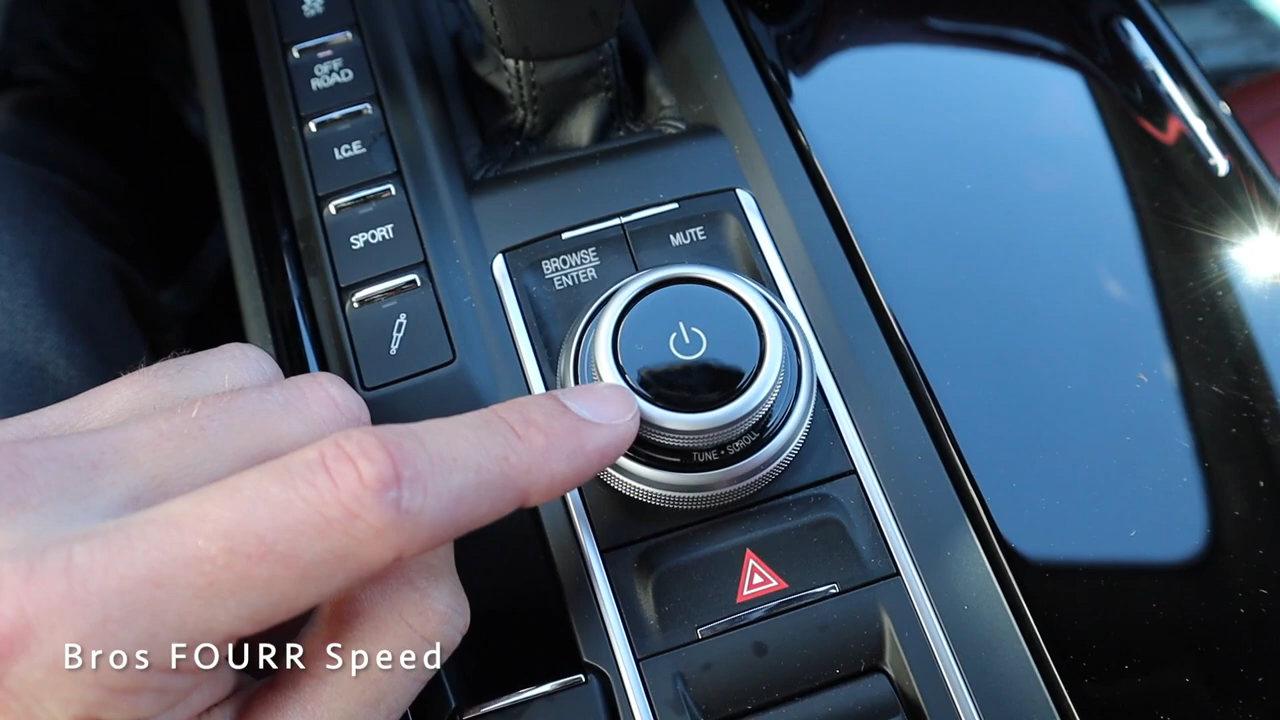 OFF
ROAD
I.C.E.
SPORT
BROWSE
ENTER
MUTE
TUNE • SCROLL
Bros FOURR Speed